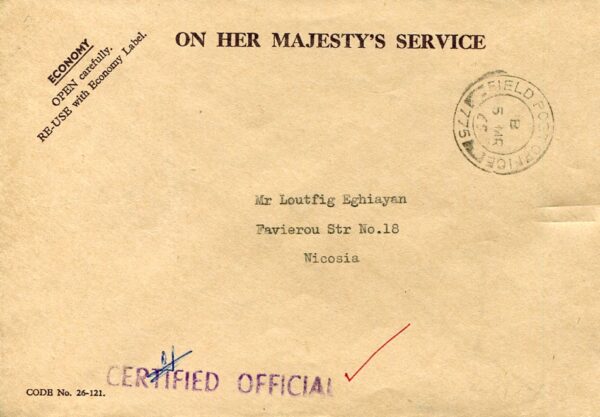 ECONOMY
OPEN carefully.
RE-USE with Economy Label.
ON HER MAJESTY'S SERVICE
FIELD POST OFFICE
775
B
5 MR
Mr Loutfig Eghiayan
Favierou Str No.18
Nicosia
CERTIFIED OFFICIAL
CODE No. 26-121.